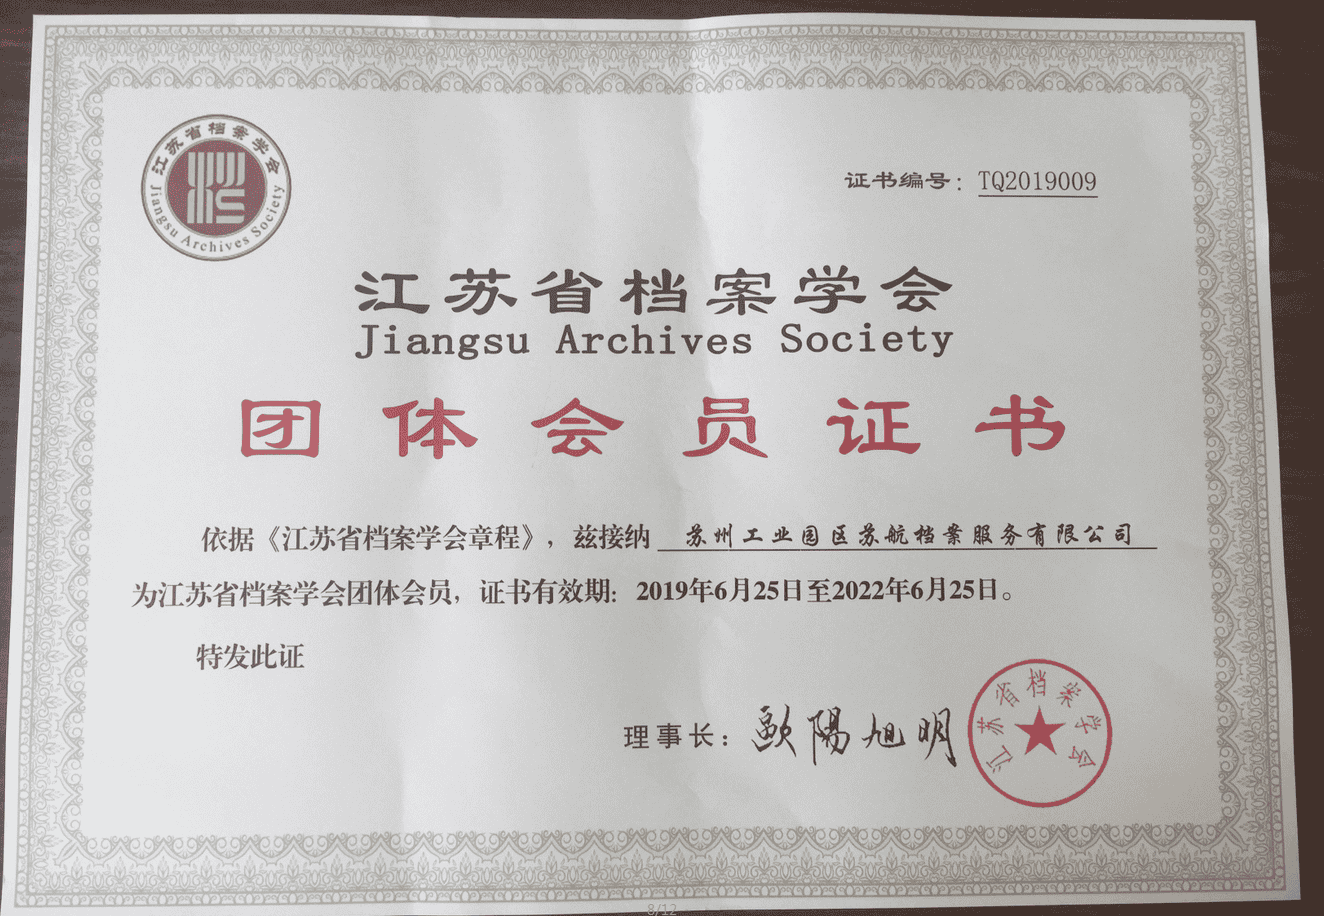 江苏省档案学会
Jiangsu Archives Society
证书编号：TQ2019009
江苏省档案学会
Jiangsu Archives Society
团体会员证书
依据《江苏省档案学会章程》，兹接纳 苏州工业园区苏航档案服务有限公司
为江苏省档案学会团体会员，证书有效期：2019年6月25日至2022年6月25日。
特发此证
理事长：歐陽旭明
江苏省档案学会
8/12